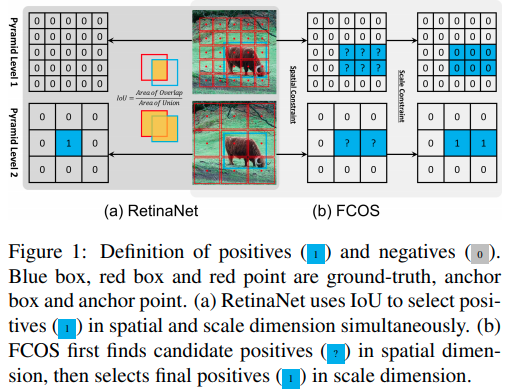 Pyramid Level 1
0 0 0 0 0
0 0 0 0 0
0 0 0 0 0
0 0 0 0 0
0 0 0 0 0
IoU = Area of Overlap / Area of Union
Spatial Constraint
0 0 0 0 0
0 0 0 0 0
0 0 ? ? ?
0 0 ? ? ?
0 0 0 0 0
Scale Constraint
0 0 0 0 0
0 0 0 0 0
0 0 0 0 0
0 0 0 0 0
0 0 0 0 0
Pyramid Level 2
0 0 0
0 1 0
0 0 0
0 0 0
0 ? ?
0 0 0
0 0 0
0 1 1
0 0 0
(a) RetinaNet
(b) FCOS
Figure 1: Definition of positives ( 1 ) and negatives ( 0 ).
Blue box, red box and red point are ground-truth, anchor
box and anchor point. (a) RetinaNet uses IoU to select posi-
tives ( 1 ) in spatial and scale dimension simultaneously. (b)
FCOS first finds candidate positives ( ? ) in spatial dimen-
sion, then selects final positives ( 1 ) in scale dimension.